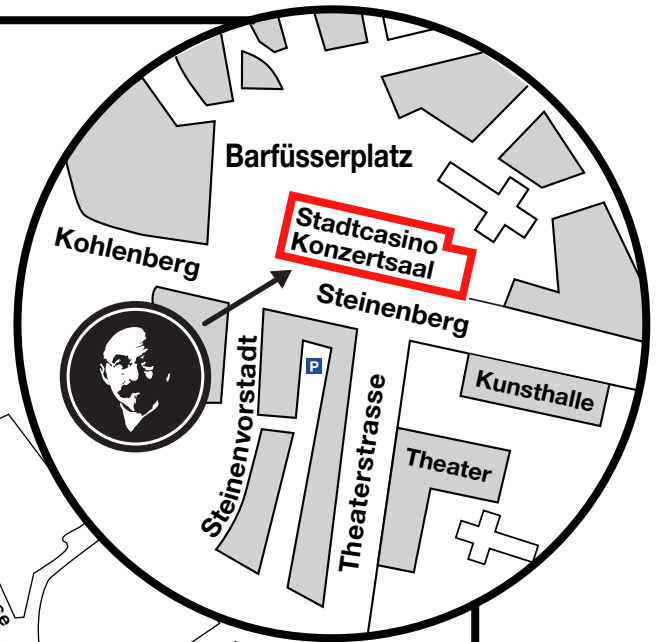 Barfüsserplatz
Stadtcasino
Konzertsaal
Kohlenberg
Steinenberg
P
Steinenvorstadt
Theaterstrasse
Kunsthalle
Theater